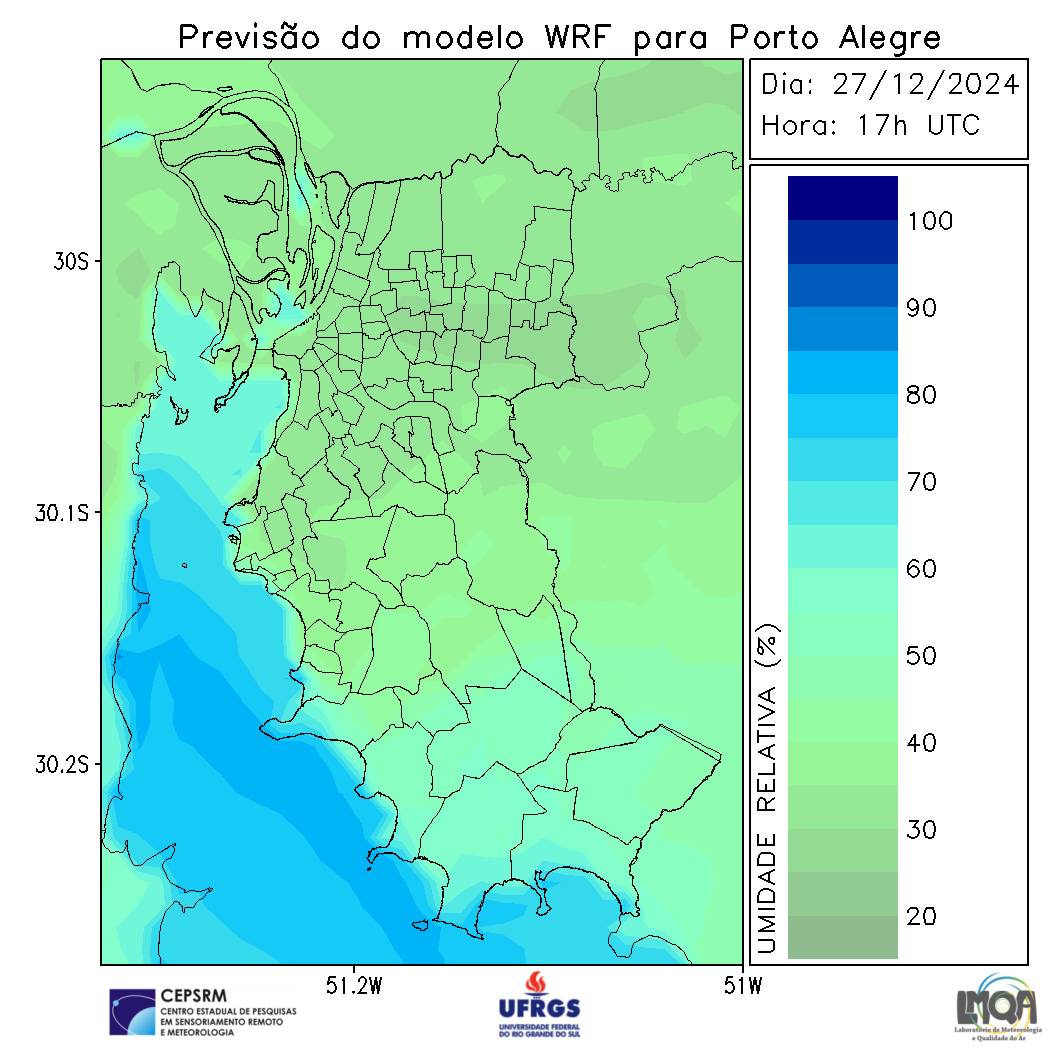 Previsão do modelo WRF para Porto Alegre
Dia: 27/12/2024
Hora: 17h UTC
30S
30.1S
30.2S
51.2W
51W
100
90
80
70
60
50
40
30
20
UMIDADE RELATIVA (%)
CEPSRM
CENTRO ESTADUAL DE PESQUISAS
EM SENSORIAMENTO REMOTO
E METEOROLOGIA
UFRGS
UNIVERSIDADE FEDERAL
DO RIO GRANDE DO SUL
LMQA
Laboratório de Meteorologia
e Qualidade do Ar